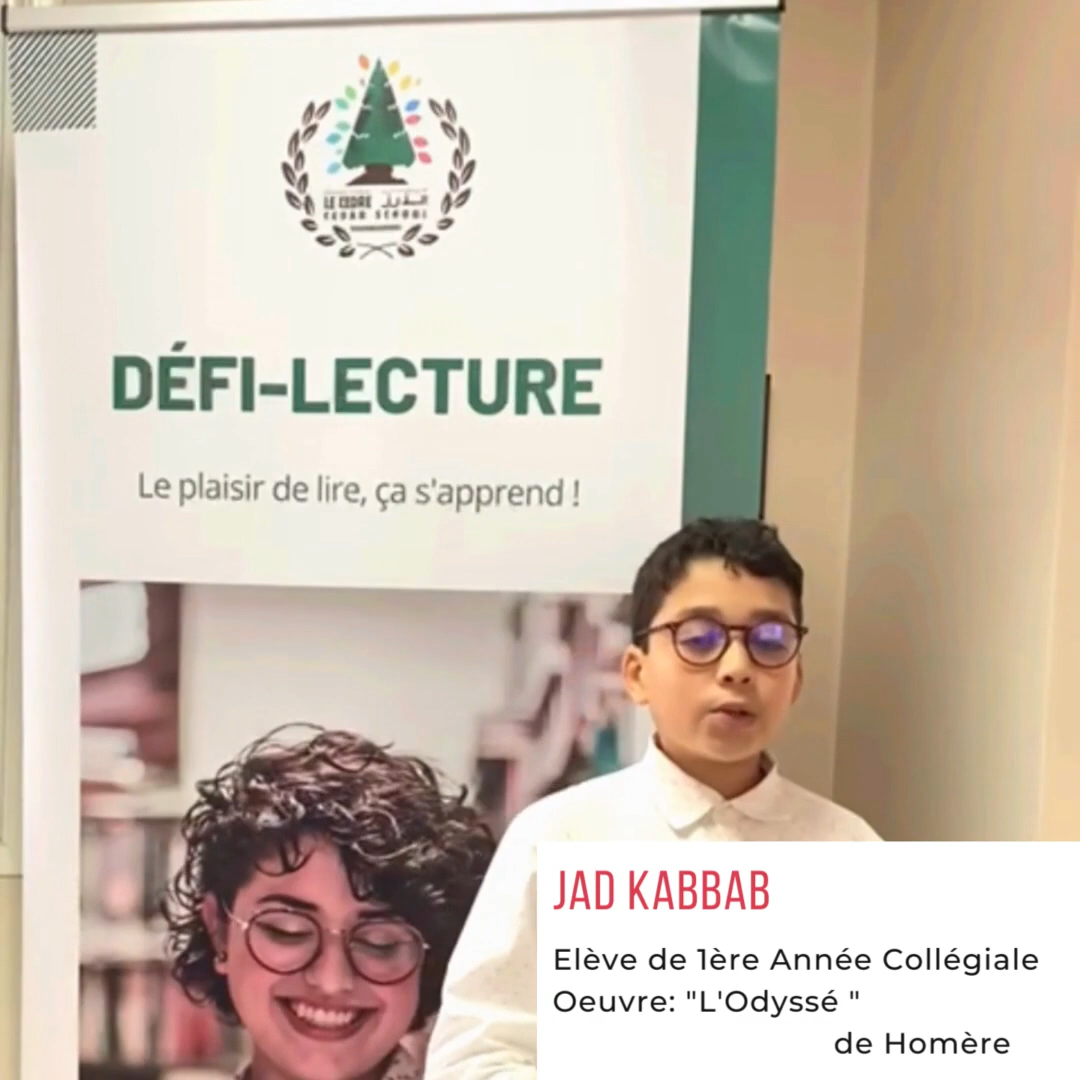 LE CEDRE الأرز
CEDAR SCHOOL
DÉFI-LECTURE
Le plaisir de lire, ça s'apprend !
JAD KABBAB
Elève de 1ère Année Collégiale
Oeuvre: "L'Odyssé "
de Homère